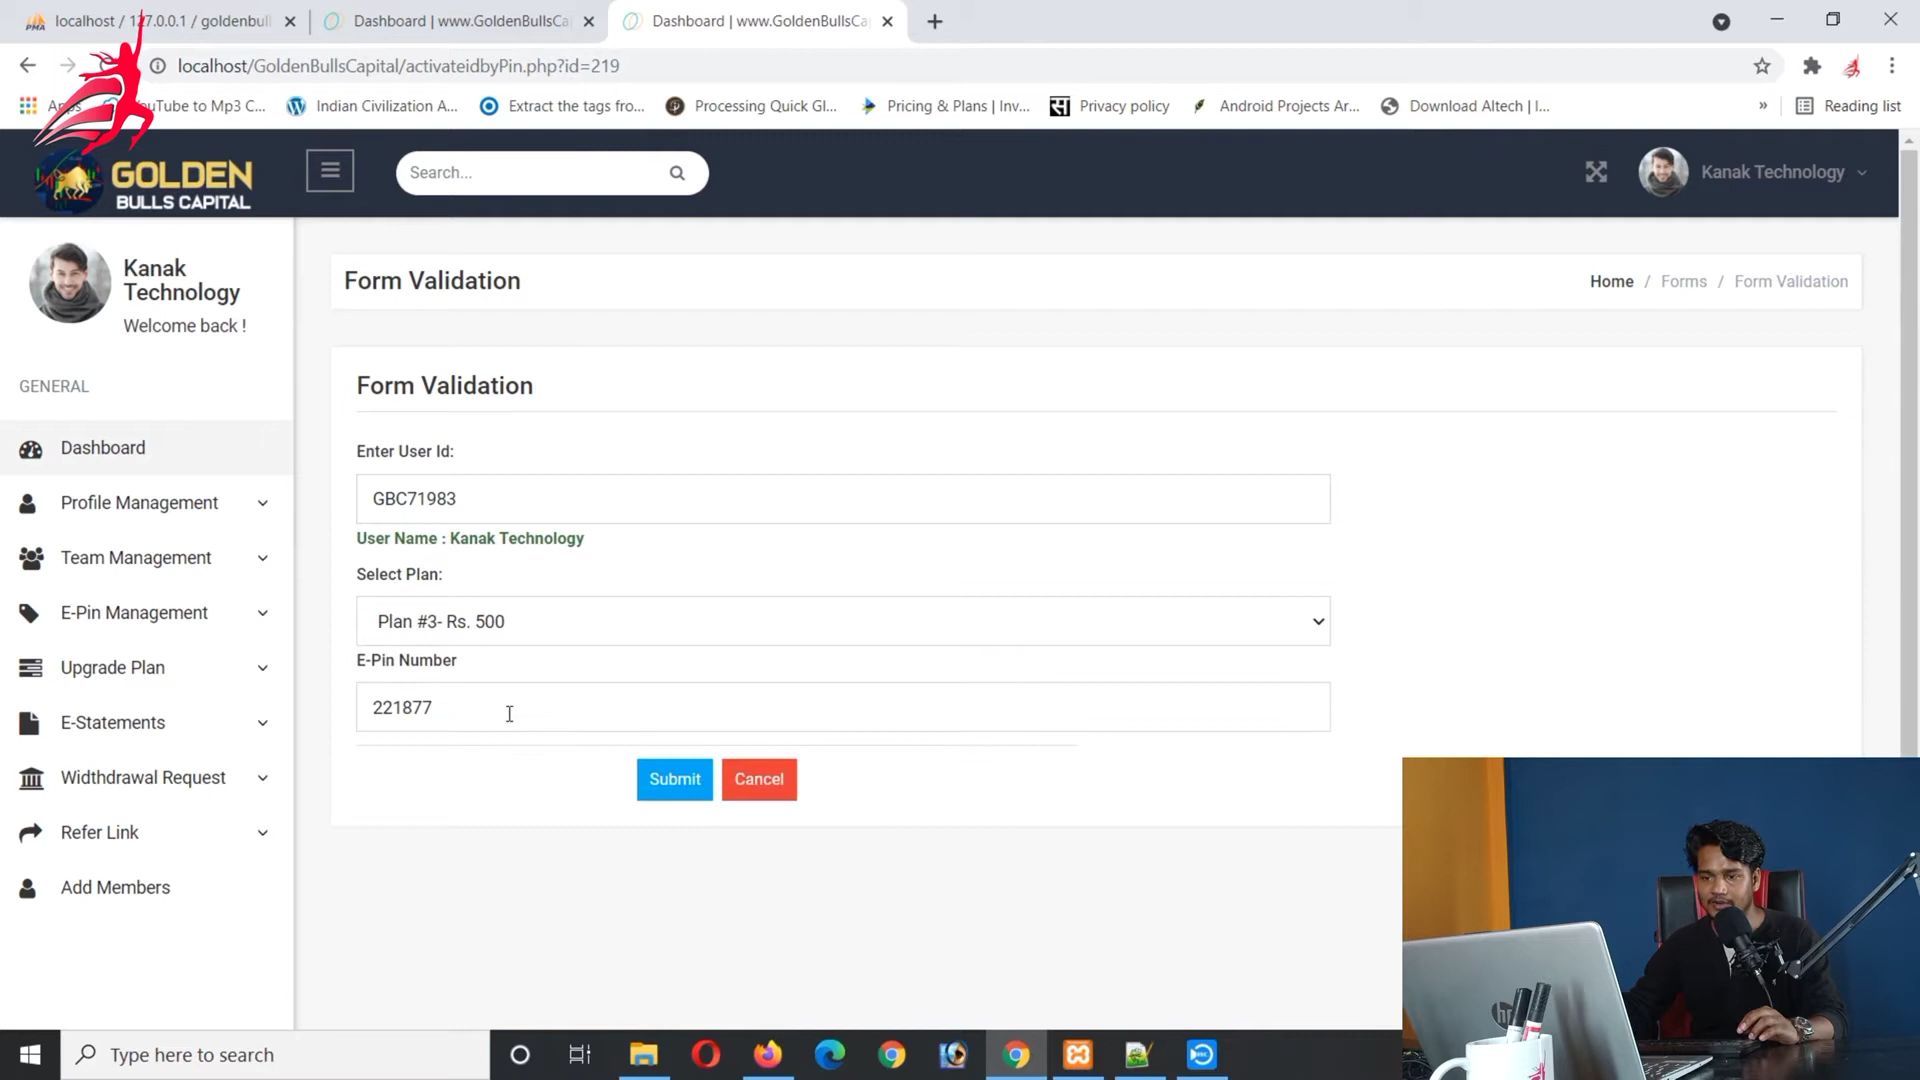 localhost / 127.0.0.1 / goldenbull
Dashboard | www.GoldenBullsCa
Dashboard | www.GoldenBullsCa
localhost/GoldenBullsCapital/activateidbyPin.php?id=219
YouTube to Mp3 C...
Indian Civilization A...
Extract the tags fro...
Processing Quick Gl...
Pricing & Plans | Inv...
Privacy policy
Android Projects Ar...
Download Altech | I...
»
Reading list
GOLDEN
BULLS CAPITAL
Search...
Kanak Technology
Kanak
Technology
Welcome back !
GENERAL
Dashboard
Profile Management
Team Management
E-Pin Management
Upgrade Plan
E-Statements
Widthdrawal Request
Refer Link
Add Members
Form Validation
Home / Forms / Form Validation
Form Validation
Enter User Id:
GBC71983
User Name : Kanak Technology
Select Plan:
Plan #3- Rs. 500
E-Pin Number
221877
Submit
Cancel
Type here to search
hp